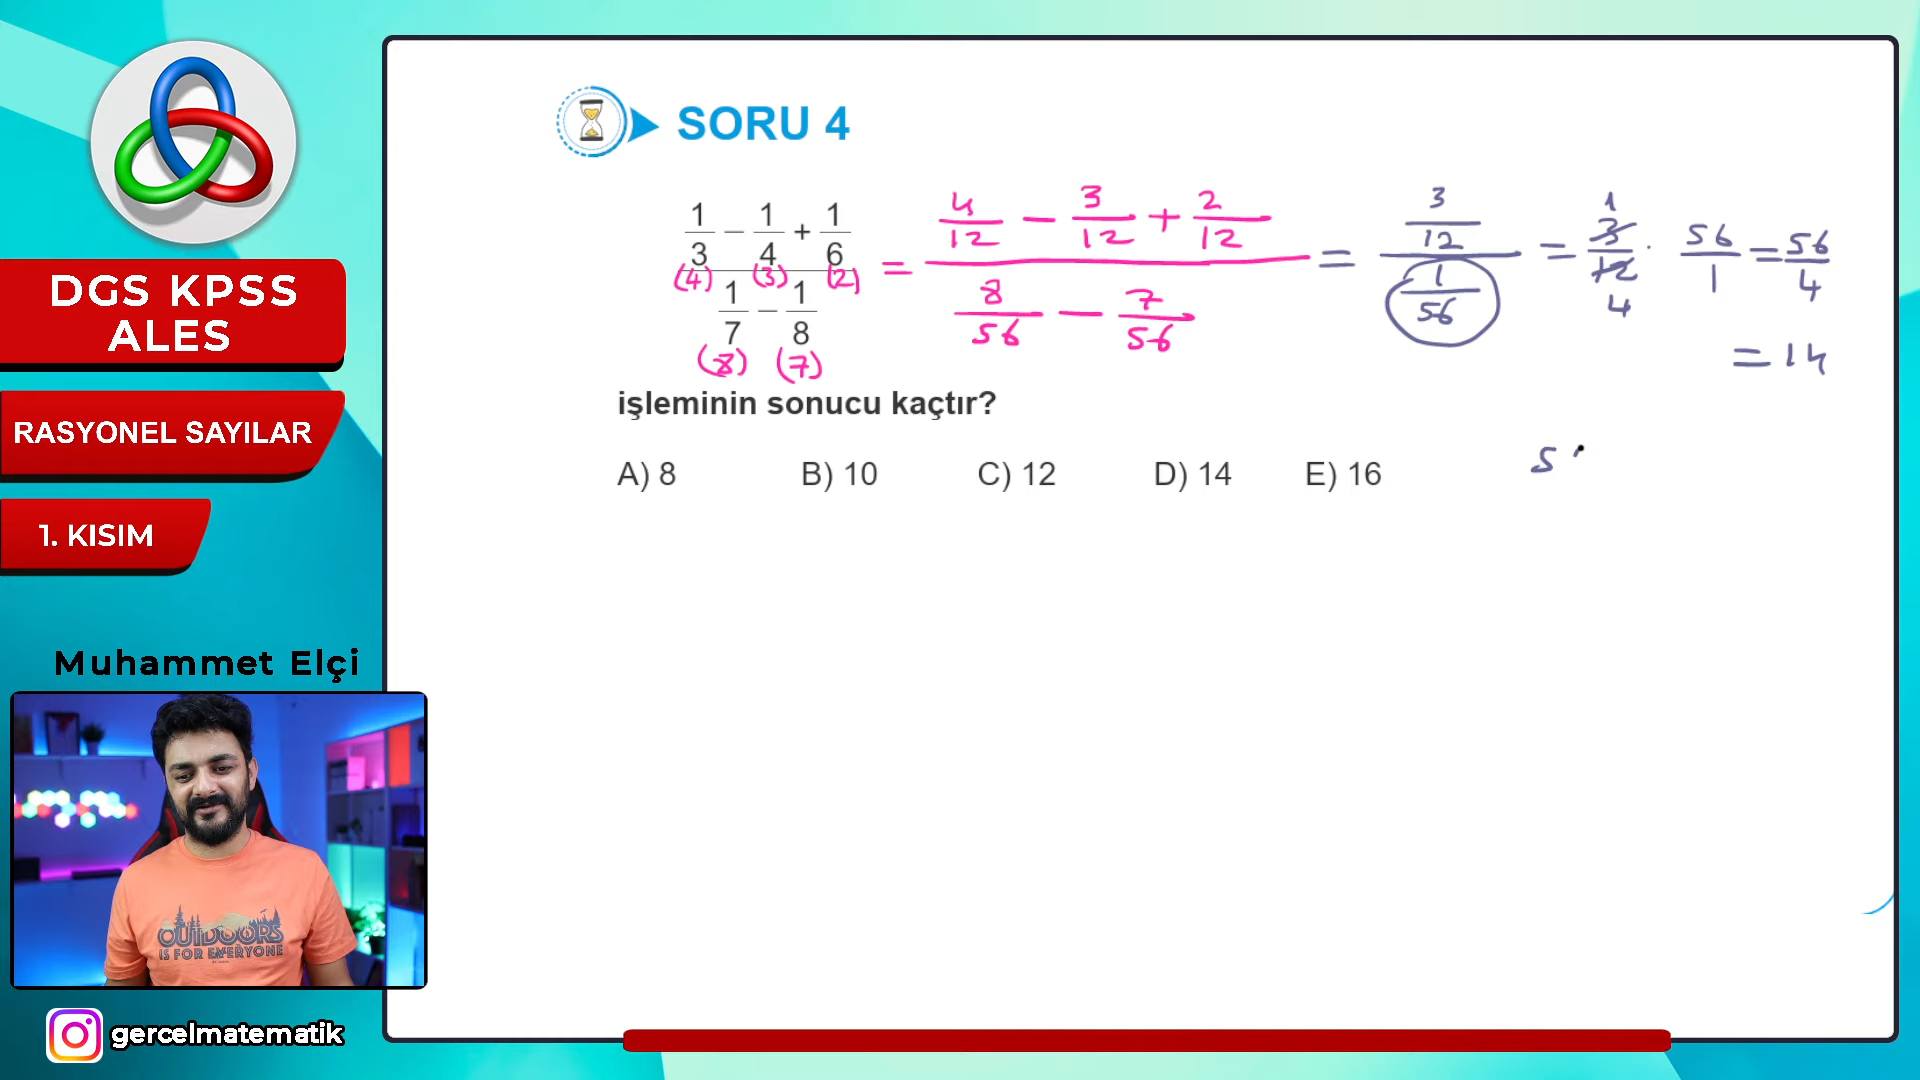 SORU 4
1/3 − 1/4 + 1/6
(4) (3) (2)
1/7 − 1/8
(8) (7)
= 4/12 − 3/12 + 2/12
8/56 − 7/56
= 3/12
1/56
= 3/12 · 56/1 = 56/4
1
4
= 14
işleminin sonucu kaçtır?
A) 8 B) 10 C) 12 D) 14 E) 16
5
DGS KPSS
ALES
RASYONEL SAYILAR
1. KISIM
Muhammet Elçi
OUTDOORS
IS FOR EVERYONE
gercelmatematik